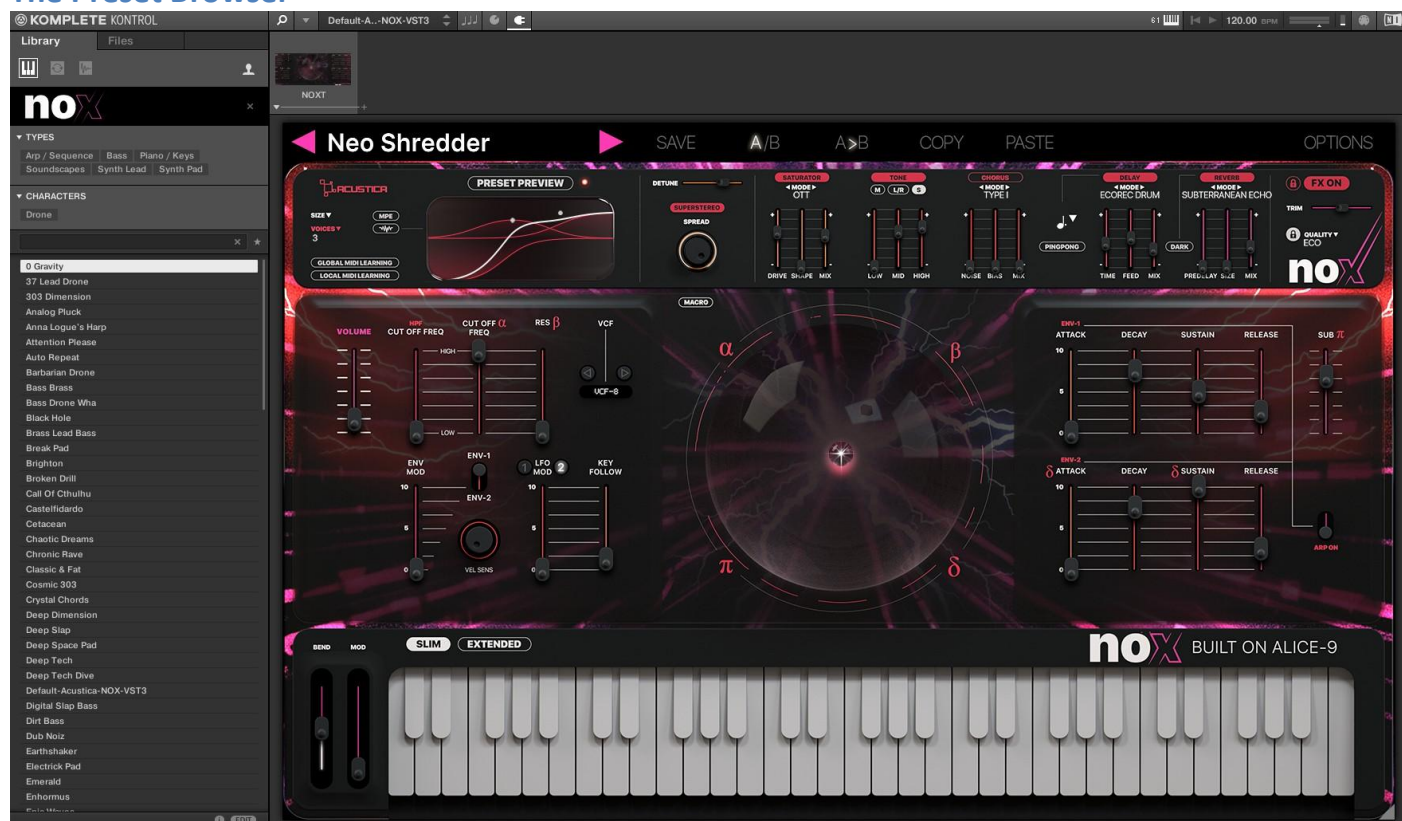 The Preset Browser
KOMPLETE KONTROL
Default-A..-NOX-VST3
61
120.00 BPM
Library Files
nox
NOXT
TYPES
Arp / Sequence Bass Piano / Keys
Soundscapes Synth Lead Synth Pad
CHARACTERS
Drone
0 Gravity
37 Lead Drone
303 Dimension
Analog Pluck
Anna Logue's Harp
Attention Please
Auto Repeat
Barbarian Drone
Bass Brass
Bass Drone Wha
Black Hole
Brass Lead Bass
Break Pad
Brighton
Broken Drill
Call Of Cthulhu
Castelfidardo
Cetacean
Chaotic Dreams
Chronic Rave
Classic & Fat
Cosmic 303
Crystal Chords
Deep Dimension
Deep Slap
Deep Space Pad
Deep Tech
Deep Tech Dive
Default-Acustica-NOX-VST3
Digital Slap Bass
Dirt Bass
Dub Noiz
Earthshaker
Electrick Pad
Emerald
Enhormus
EDIT
Neo Shredder
SAVE A/B A>B COPY PASTE OPTIONS
ACUSTICA
PRESET PREVIEW
SIZE
VOICES
3
MPE
GLOBAL MIDI LEARNING
LOCAL MIDI LEARNING
DETUNE
SUPERSTEREO
SPREAD
SATURATOR
MODE
OTT
DRIVE SHAPE MIX
TONE
M L/R S
LOW MID HIGH
CHORUS
MODE
TYPE I
NOISE BIAS MIX
PINGPONG
DELAY
MODE
ECOREC DRUM
TIME FEED MIX
DARK
REVERB
MODE
SUBTERRANEAN ECHO
PREDELAY SIZE MIX
FX ON
TRIM
QUALITY
ECO
nox
MACRO
α β
π δ
VOLUME
HPF
CUT OFF FREQ
CUT OFF α
FREQ
RES β
VCF
HIGH
LOW
VCF-8
ENV
MOD
10
5
0
ENV-1
ENV-2
VEL SENS
1 LFO MOD 2
KEY
FOLLOW
10
5
0
ENV-1
ATTACK DECAY SUSTAIN RELEASE
10
5
0
SUB π
ENV-2
δ ATTACK DECAY δ SUSTAIN RELEASE
10
5
0
ARP ON
BEND MOD
SLIM EXTENDED
nox BUILT ON ALICE-9